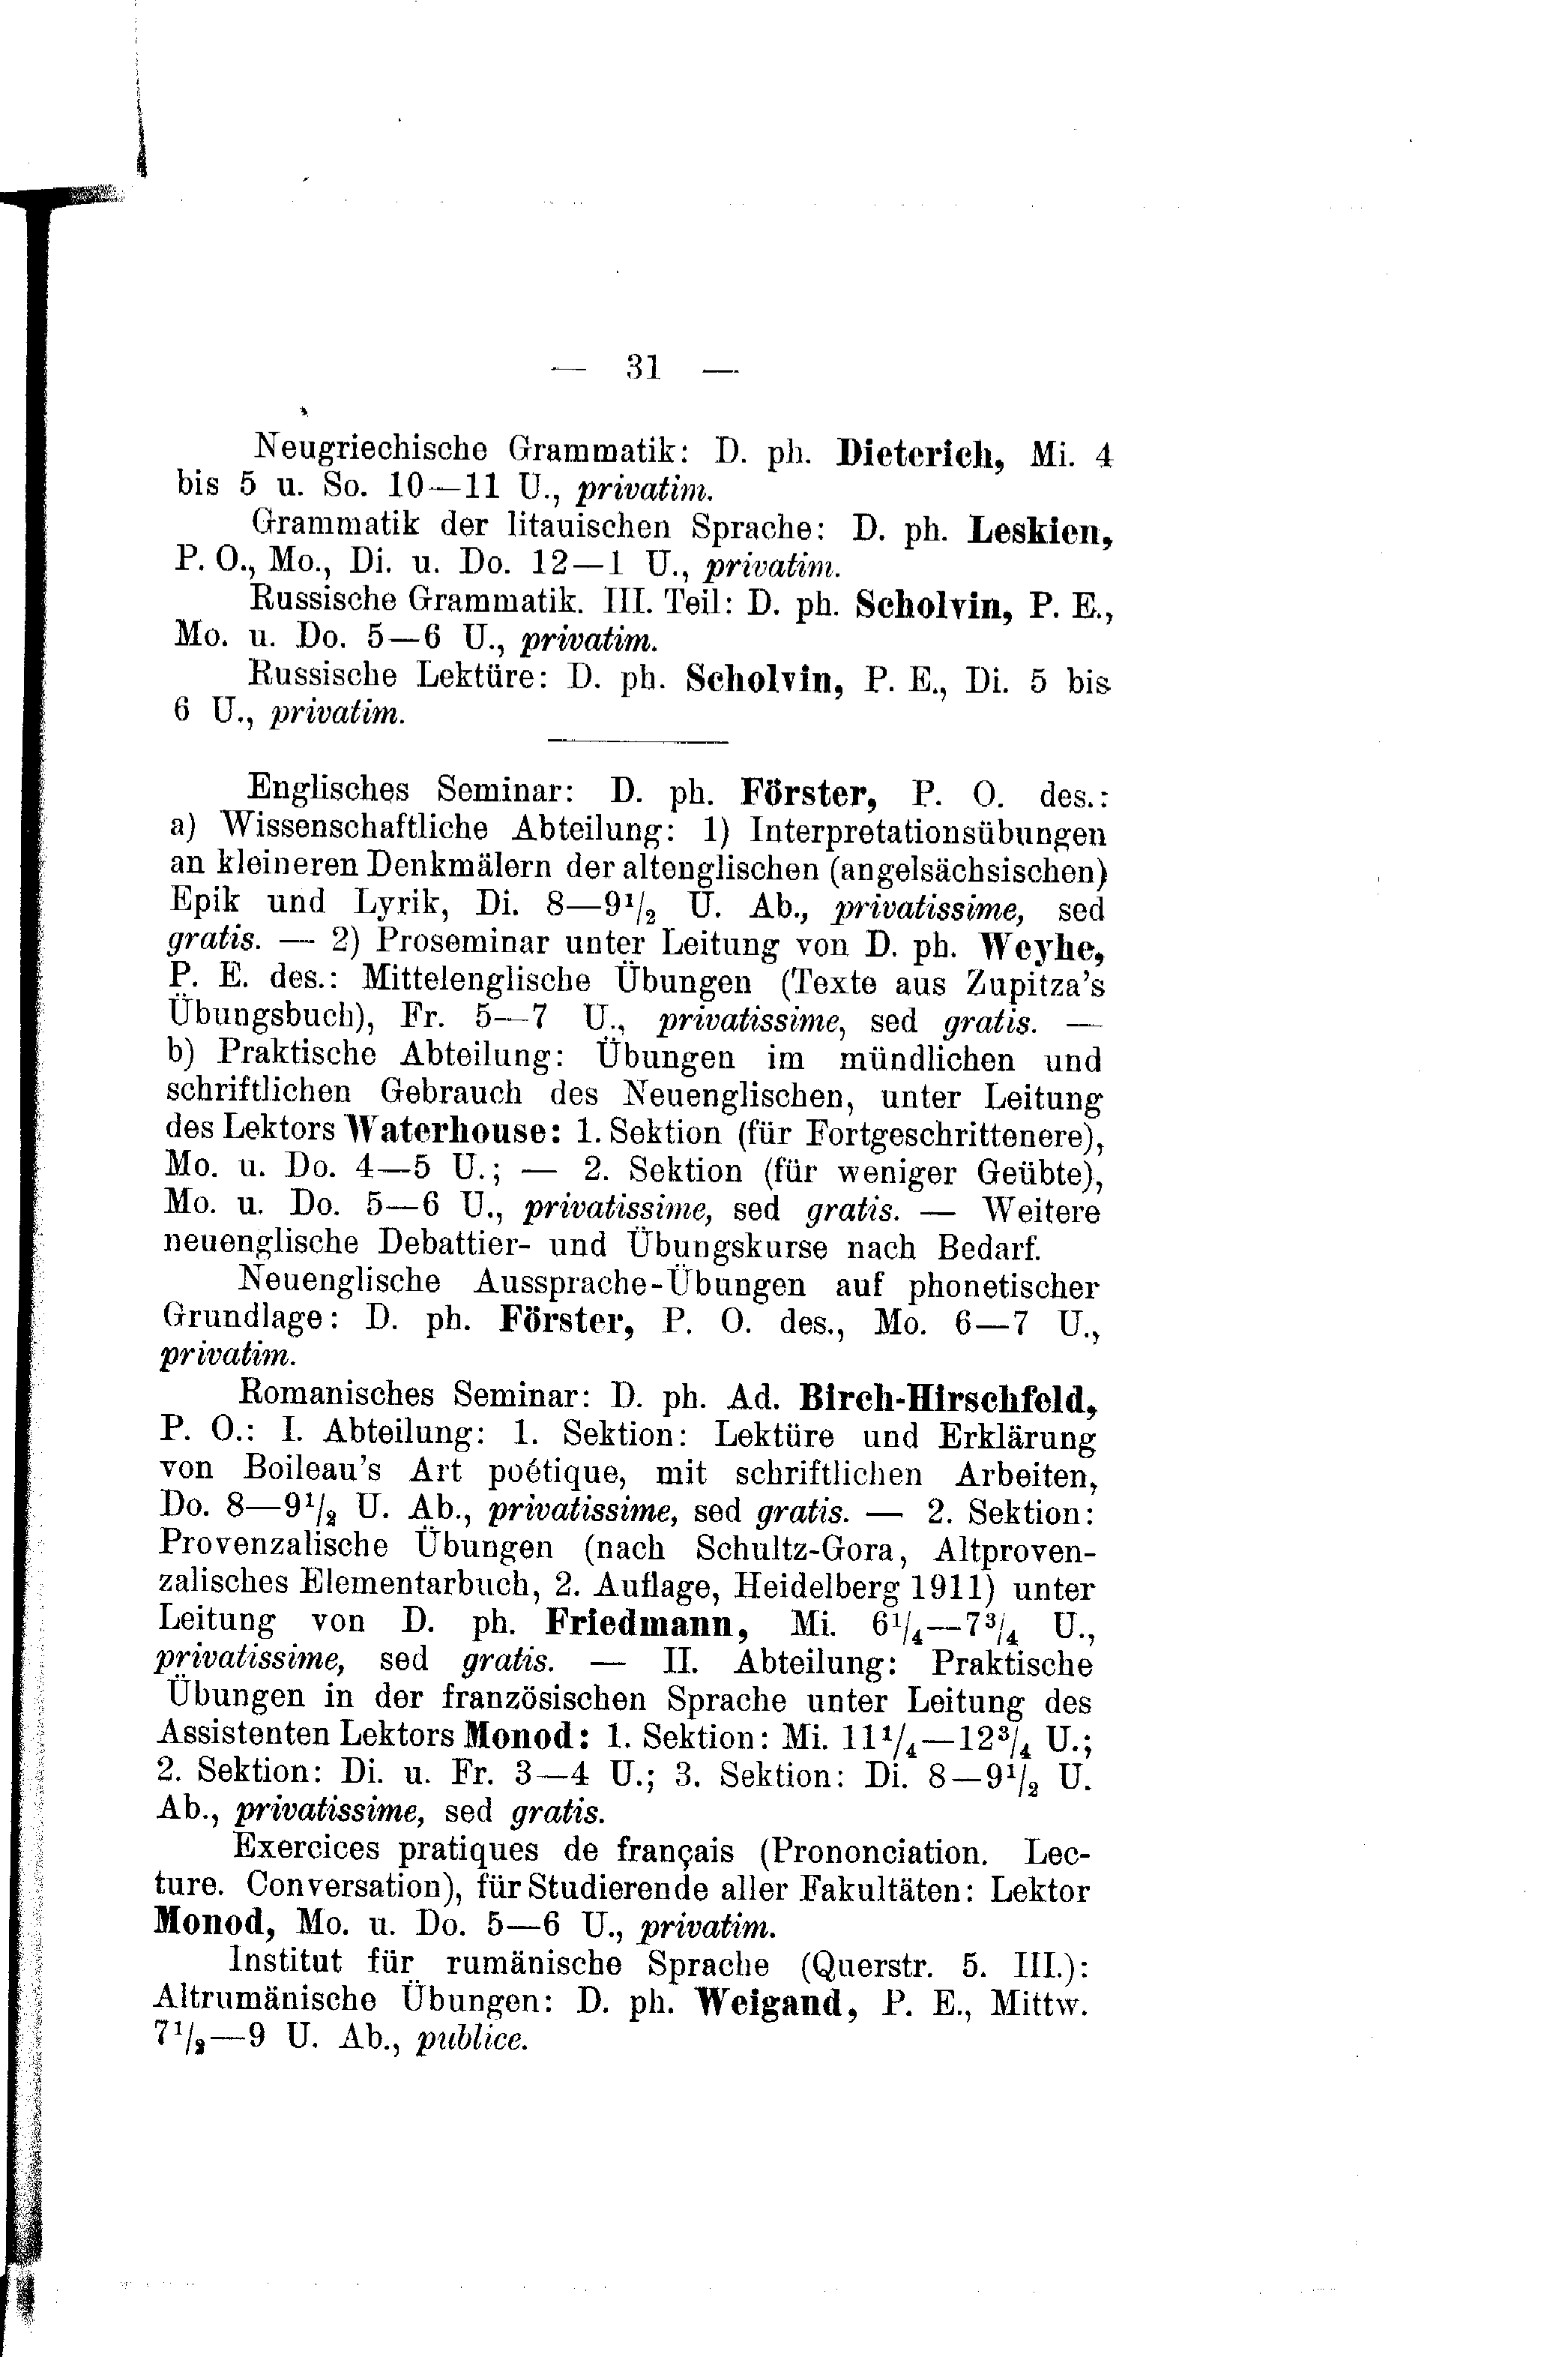 — 31 —
Neugriechische Grammatik: D. ph. Dieterich, Mi. 4
bis 5 u. So. 10—11 U., privatim.
Grammatik der litauischen Sprache: D. ph. Leskien,
P. O., Mo., Di. u. Do. 12—1 U., privatim.
Russische Grammatik. III. Teil: D. ph. Scholvin, P. E.,
Mo. u. Do. 5—6 U., privatim.
Russische Lektüre: D. ph. Scholvin, P. E., Di. 5 bis
6 U., privatim.
Englisches Seminar: D. ph. Förster, P. O. des.:
a) Wissenschaftliche Abteilung: 1) Interpretationsübungen
an kleineren Denkmälern der altenglischen (angelsächsischen)
Epik und Lyrik, Di. 8—9 1/2 U. Ab., privatissime, sed
gratis. — 2) Proseminar unter Leitung von D. ph. Weyhe,
P. E. des.: Mittelenglische Übungen (Texte aus Zupitza's
Übungsbuch), Fr. 5—7 U., privatissime, sed gratis. —
b) Praktische Abteilung: Übungen im mündlichen und
schriftlichen Gebrauch des Neuenglischen, unter Leitung
des Lektors Waterhouse: 1. Sektion (für Fortgeschrittenere),
Mo. u. Do. 4—5 U.; — 2. Sektion (für weniger Geübte),
Mo. u. Do. 5—6 U., privatissime, sed gratis. — Weitere
neuenglische Debattier- und Übungskurse nach Bedarf.
Neuenglische Aussprache-Übungen auf phonetischer
Grundlage: D. ph. Förster, P. O. des., Mo. 6—7 U.,
privatim.
Romanisches Seminar: D. ph. Ad. Birch-Hirschfeld,
P. O.: I. Abteilung: 1. Sektion: Lektüre und Erklärung
von Boileau's Art poétique, mit schriftlichen Arbeiten,
Do. 8—9 1/2 U. Ab., privatissime, sed gratis. — 2. Sektion:
Provenzalische Übungen (nach Schultz-Gora, Altproven-
zalisches Elementarbuch, 2. Auflage, Heidelberg 1911) unter
Leitung von D. ph. Friedmann, Mi. 6 1/4—7 3/4 U.,
privatissime, sed gratis. — II. Abteilung: Praktische
Übungen in der französischen Sprache unter Leitung des
Assistenten Lektors Monod: 1. Sektion: Mi. 11 1/4—12 3/4 U.;
2. Sektion: Di. u. Fr. 3—4 U.; 3. Sektion: Di. 8—9 1/2 U.
Ab., privatissime, sed gratis.
Exercices pratiques de français (Prononciation. Lec-
ture. Conversation), für Studierende aller Fakultäten: Lektor
Monod, Mo. u. Do. 5—6 U., privatim.
Institut für rumänische Sprache (Querstr. 5. III.):
Altrumänische Übungen: D. ph. Weigand, P. E., Mittw.
7 1/2—9 U. Ab., publice.